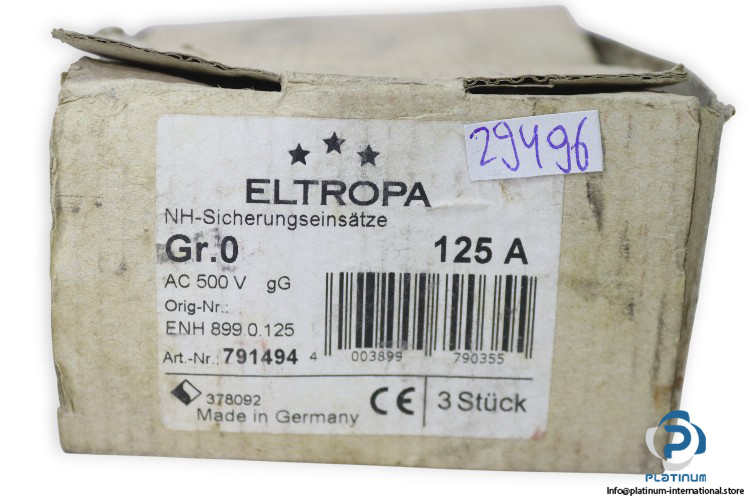 29496
ELTROPA
NH-Sicherungseinsätze
Gr.0 125 A
AC 500 V gG
Orig-Nr.:
ENH 899.0.125
Art.-Nr.: 791494
4 003899 790355
378092
Made in Germany
CE 3 Stück
PLATINUM
Info@platinum-international.store